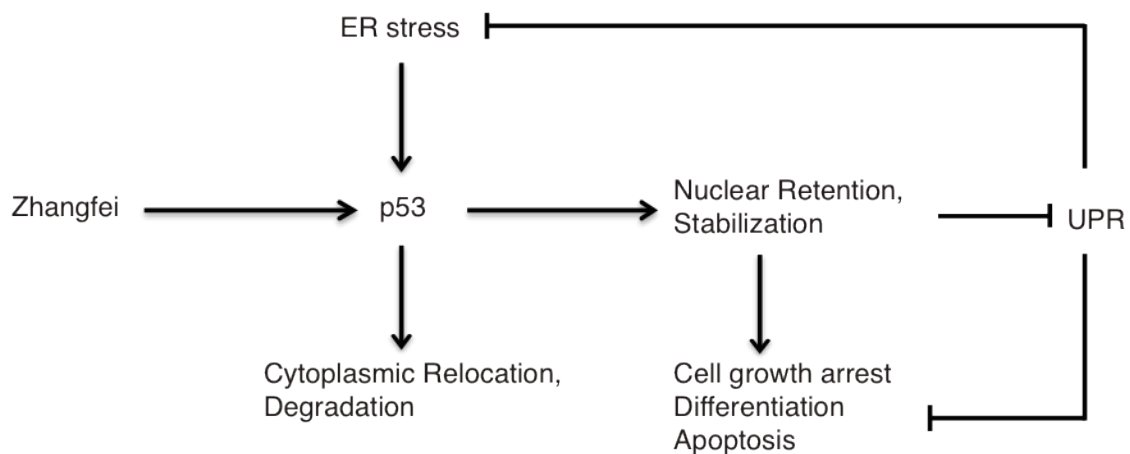 ER stress
Zhangfei
p53
Nuclear Retention,
Stabilization
UPR
Cytoplasmic Relocation,
Degradation
Cell growth arrest
Differentiation
Apoptosis